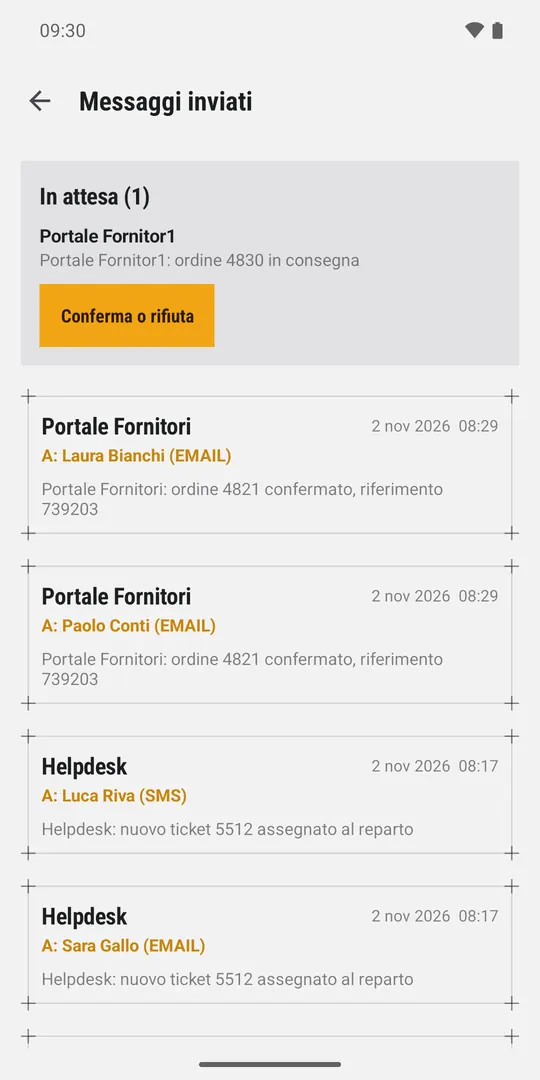 09:30
Messaggi inviati
In attesa (1)
Portale Fornitor1
Portale Fornitor1: ordine 4830 in consegna
Conferma o rifiuta
Portale Fornitori 2 nov 2026 08:29
A: Laura Bianchi (EMAIL)
Portale Fornitori: ordine 4821 confermato, riferimento
739203
Portale Fornitori 2 nov 2026 08:29
A: Paolo Conti (EMAIL)
Portale Fornitori: ordine 4821 confermato, riferimento
739203
Helpdesk 2 nov 2026 08:17
A: Luca Riva (SMS)
Helpdesk: nuovo ticket 5512 assegnato al reparto
Helpdesk 2 nov 2026 08:17
A: Sara Gallo (EMAIL)
Helpdesk: nuovo ticket 5512 assegnato al reparto